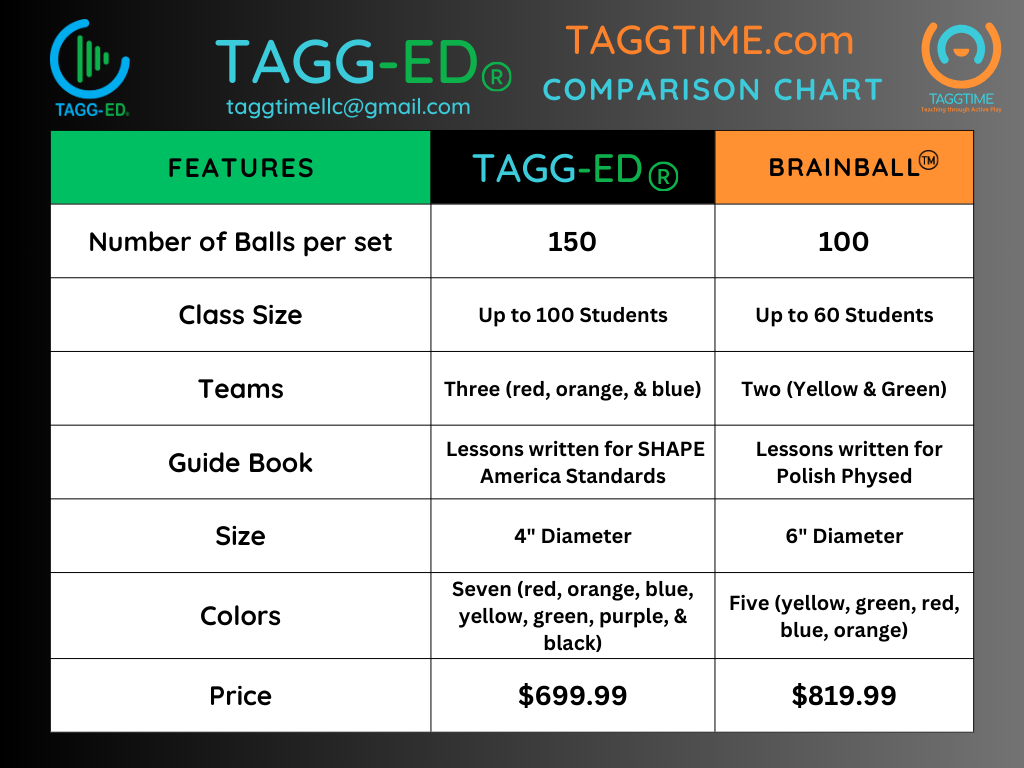 TAGG-ED®
taggtimellc@gmail.com
TAGGTIME.com
COMPARISON CHART
TAGG-ED.
TAGGTIME
Teaching through Active Play
FEATURES
TAGG-ED®
BRAINBALL™
Number of Balls per set
150
100
Class Size
Up to 100 Students
Up to 60 Students
Teams
Three (red, orange, & blue)
Two (Yellow & Green)
Guide Book
Lessons written for SHAPE
America Standards
Lessons written for
Polish Physed
Size
4" Diameter
6" Diameter
Colors
Seven (red, orange, blue,
yellow, green, purple, &
black)
Five (yellow, green, red,
blue, orange)
Price
$699.99
$819.99